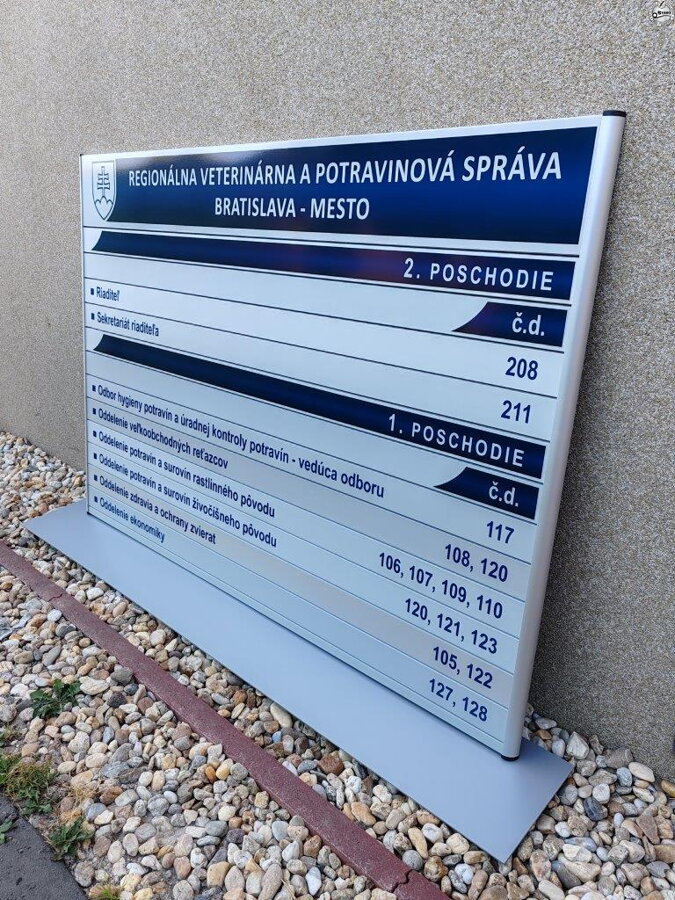 REGIONÁLNA VETERINÁRNA A POTRAVINOVÁ SPRÁVA
BRATISLAVA - MESTO
2. POSCHODIE
č.d.
Riaditeľ 208
Sekretariát riaditeľa 211
1. POSCHODIE
č.d.
Odbor hygieny potravín a úradnej kontroly potravín - vedúca odboru 117
Oddelenie veľkoobchodných reťazcov 108, 120
Oddelenie potravín a surovín rastlinného pôvodu 106, 107, 109, 110
Oddelenie potravín a surovín živočíšneho pôvodu 120, 121, 123
Oddelenie zdravia a ochrany zvierat 105, 122
Oddelenie ekonomiky 127, 128